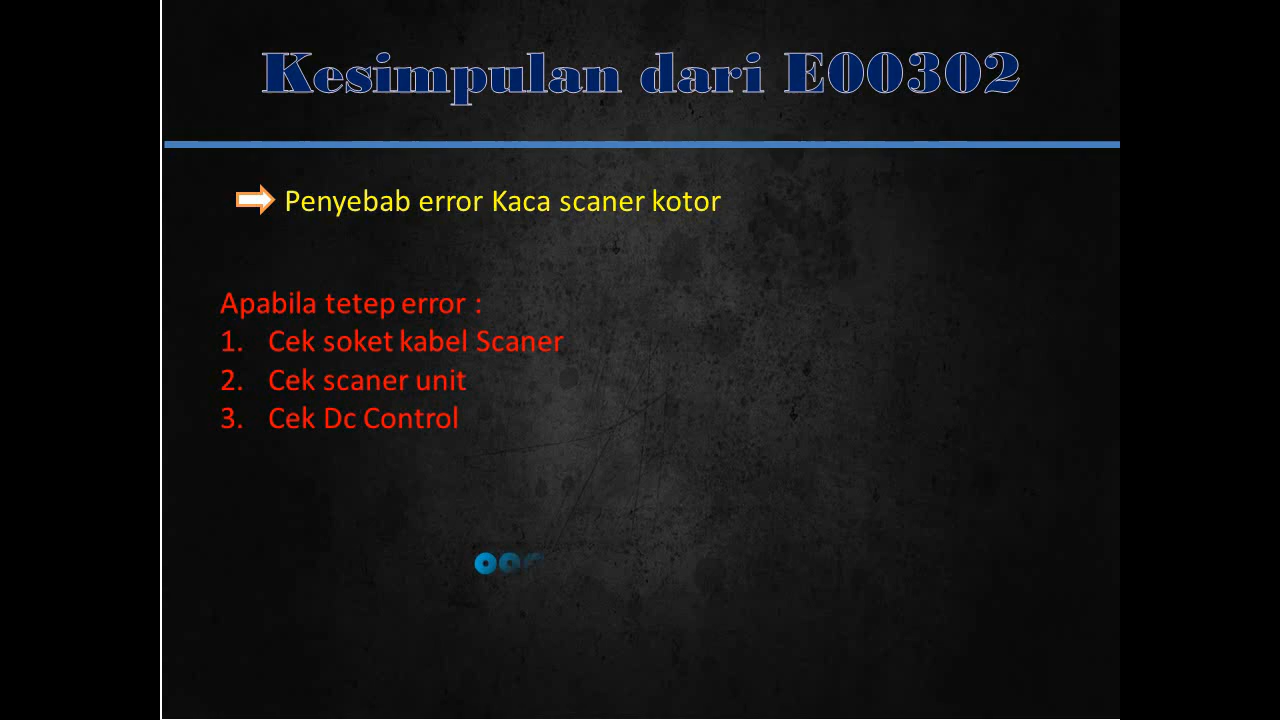 Kesimpulan dari E00302
Penyebab error Kaca scaner kotor
Apabila tetep error :
1. Cek soket kabel Scaner
2. Cek scaner unit
3. Cek Dc Control